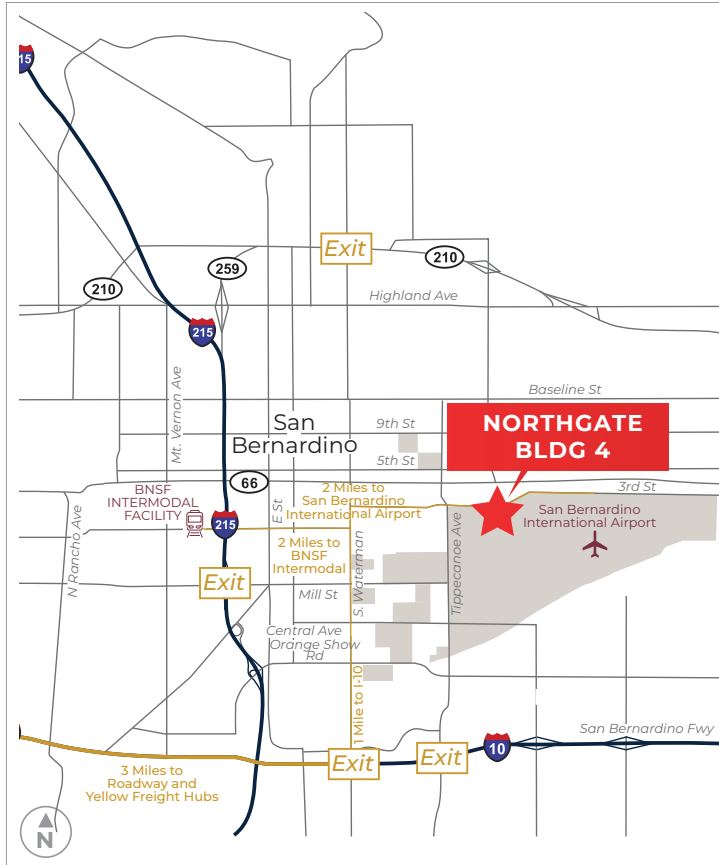 15
Exit
259
210
210
Highland Ave
215
Mt. Vernon Ave
Baseline St
NORTHGATE
BLDG 4
San
Bernardino
9th St
5th St
66
BNSF
INTERMODAL
FACILITY
2 Miles to
San Bernardino
International Airport
3rd St
E St
N Rancho Ave
215
San Bernardino
International Airport
2 Miles to
BNSF
Intermodal
S. Waterman
Tippecanoe Ave
Exit
Mill St
Central Ave
Orange Show
Rd
1 Mile to I-10
San Bernardino Fwy
10
Exit
Exit
3 Miles to
Roadway and
Yellow Freight Hubs
N